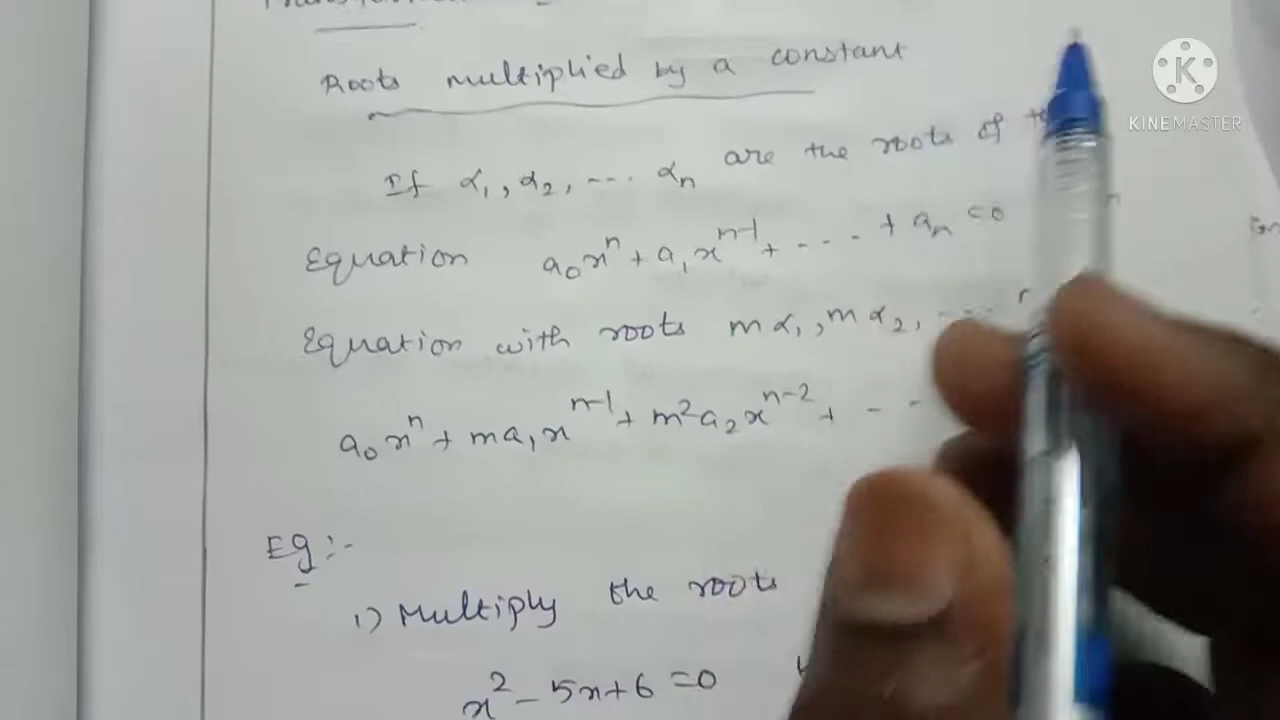 Roots multiplied by a constant
If α₁, α₂, .... αₙ are the roots of
Equation a₀xⁿ + a₁xⁿ⁻¹ + .... + aₙ = 0
Equation with roots mα₁, mα₂, ....
a₀xⁿ + ma₁xⁿ⁻¹ + m²a₂xⁿ⁻² + - -
Eg :-
1) Multiply the roots
x² - 5x + 6 = 0
K
KINEMASTER